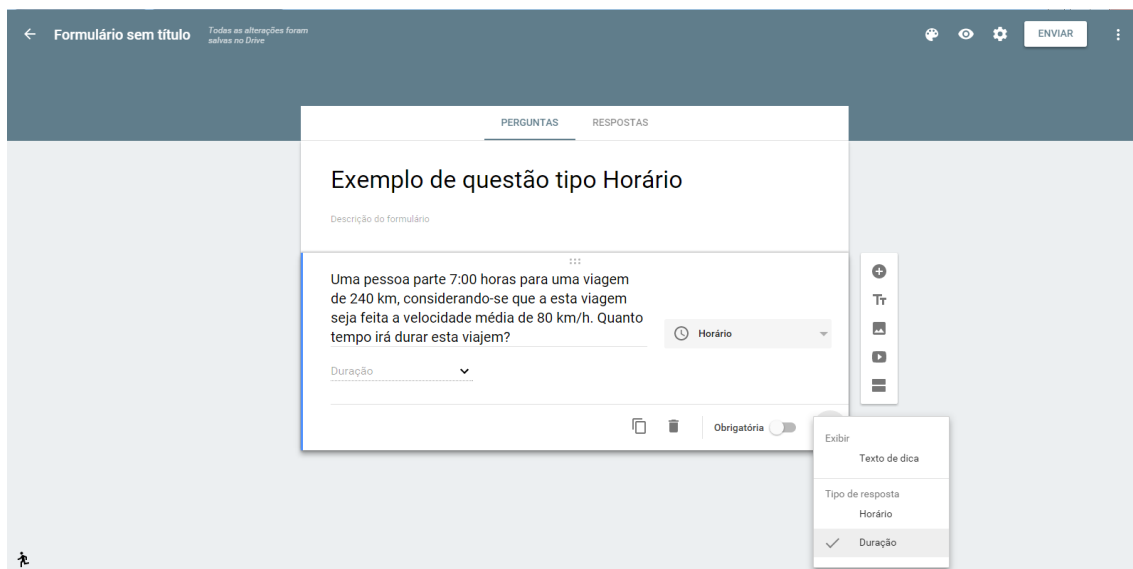 Formulário sem título
Todas as alterações foram
salvas no Drive
ENVIAR
PERGUNTAS RESPOSTAS
Exemplo de questão tipo Horário
Descrição do formulário
Uma pessoa parte 7:00 horas para uma viagem
de 240 km, considerando-se que a esta viagem
seja feita a velocidade média de 80 km/h. Quanto
tempo irá durar esta viajem?
Horário
Duração
Obrigatória
Exibir
Texto de dica
Tipo de resposta
Horário
Duração